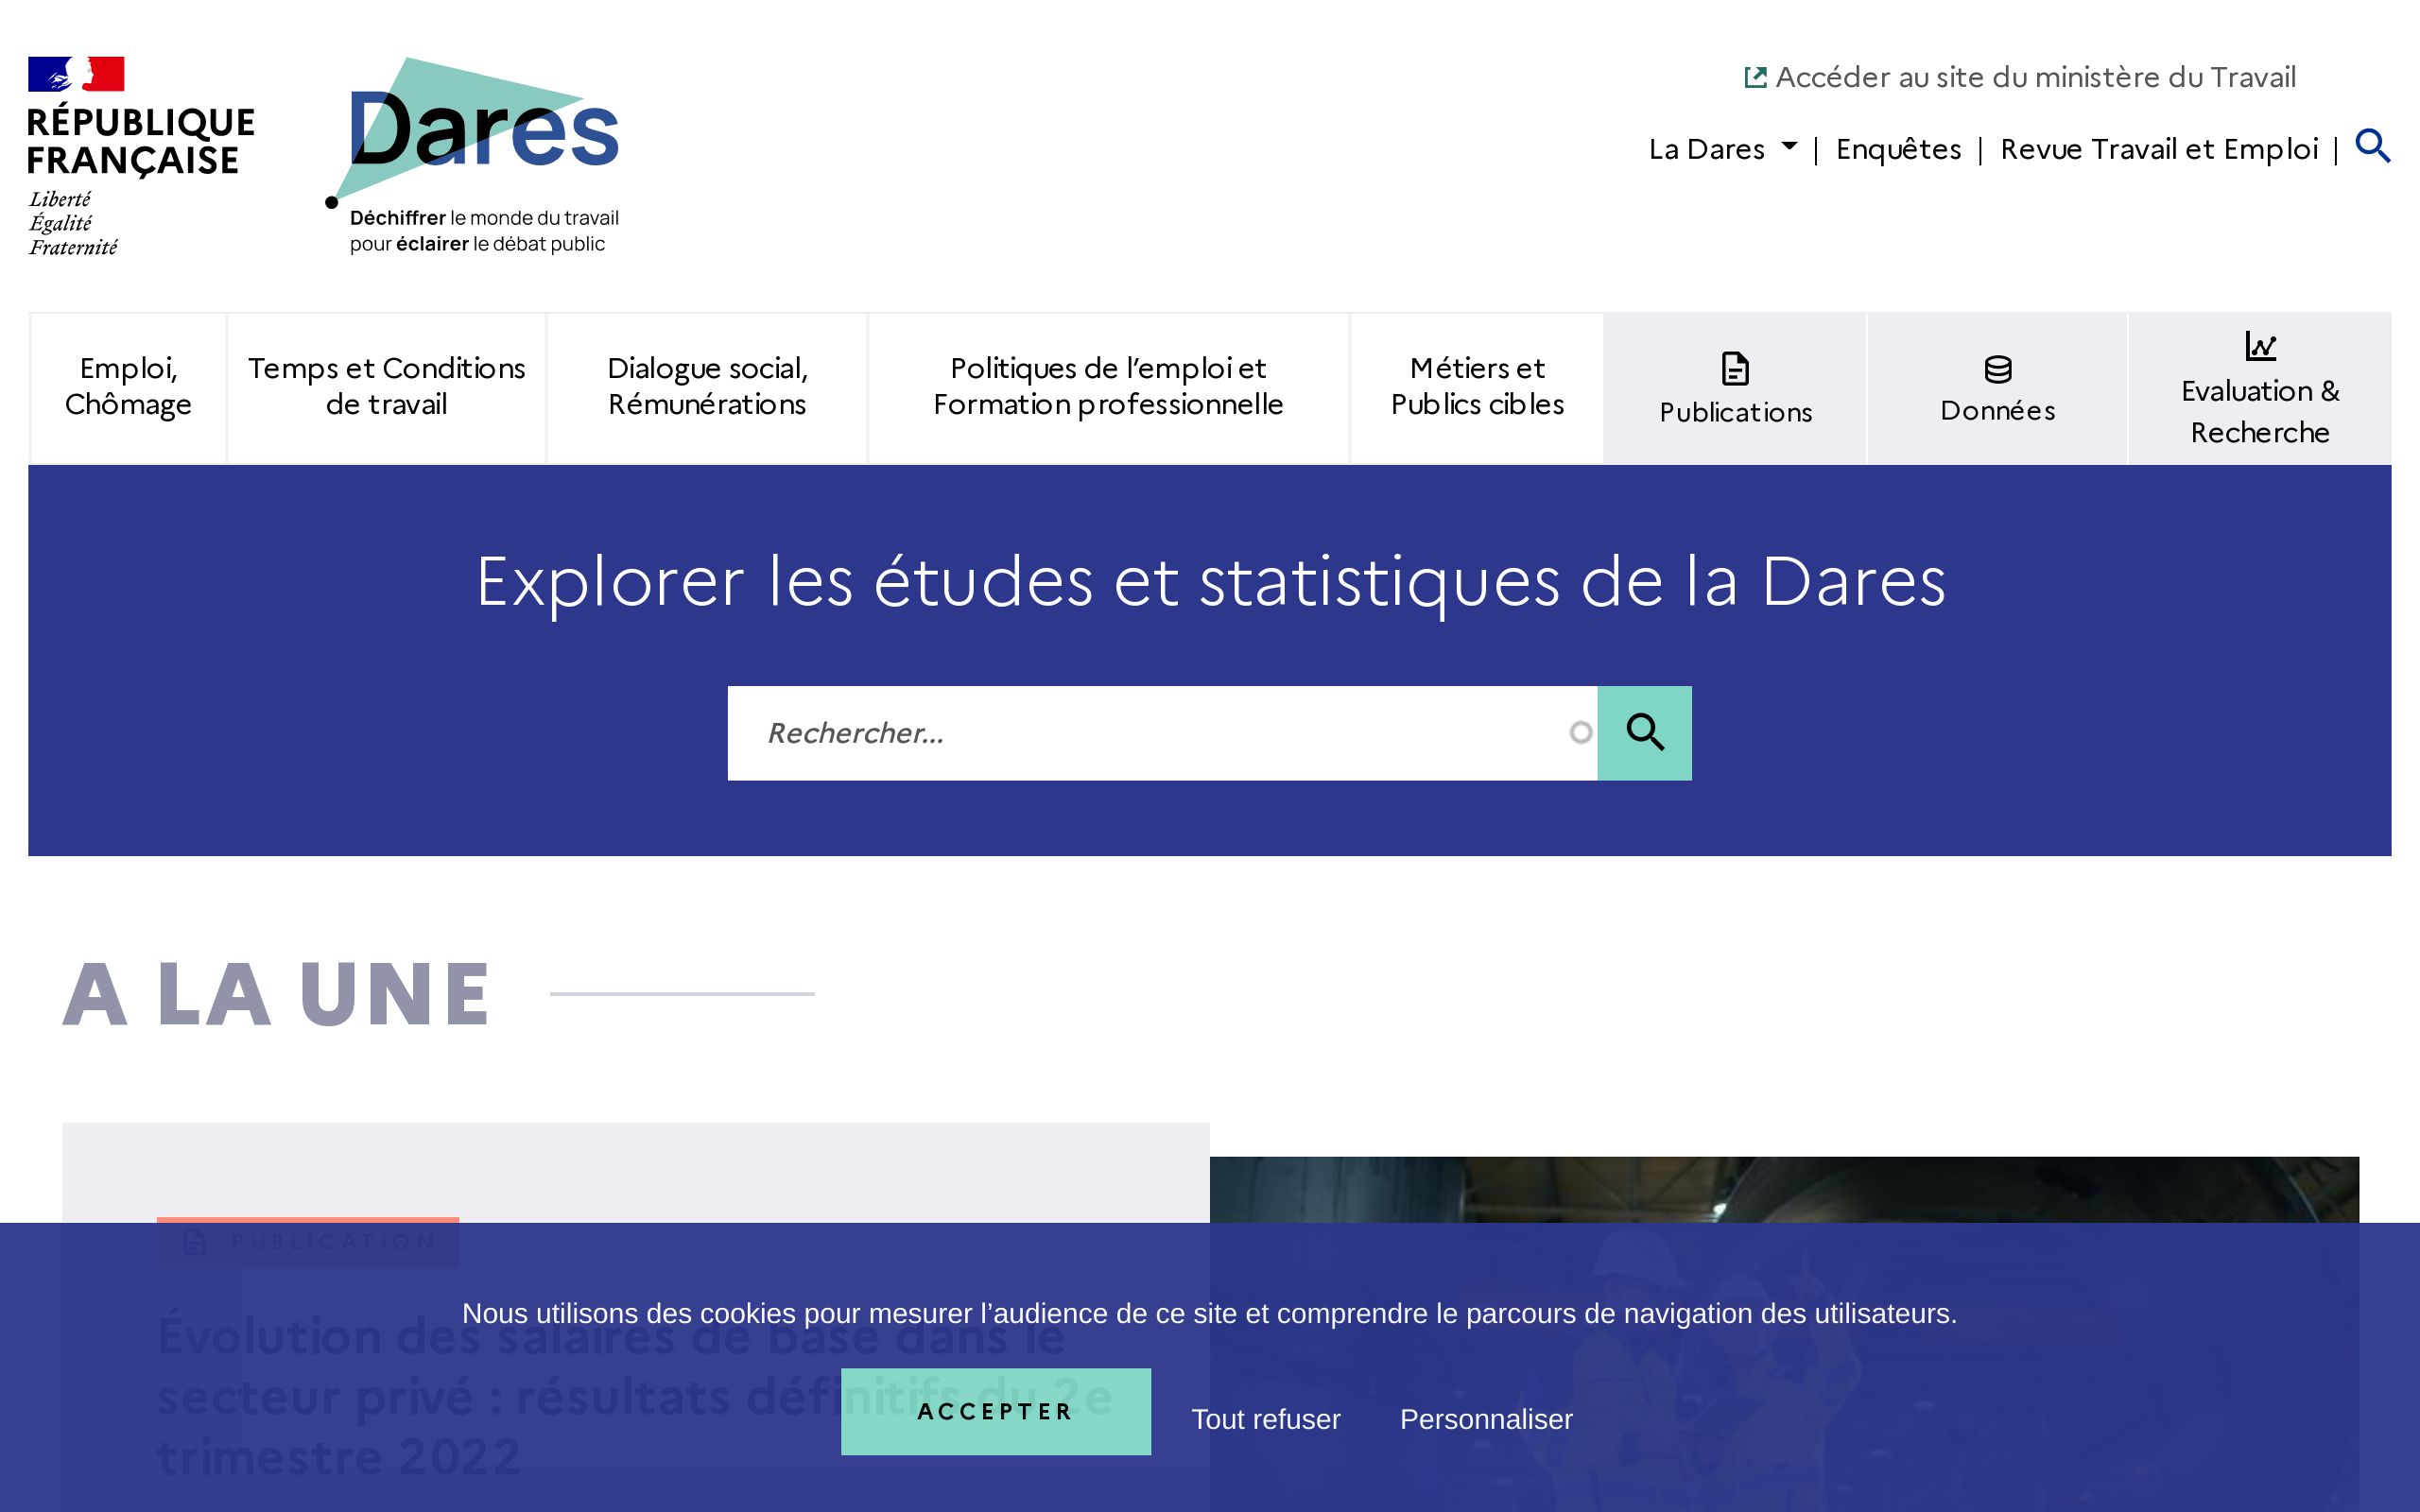 RÉPUBLIQUE
FRANÇAISE
Liberté
Égalité
Fraternité
Dares
Déchiffrer le monde du travail
pour éclairer le débat public
Accéder au site du ministère du Travail
La Dares | Enquêtes | Revue Travail et Emploi |
Emploi,
Chômage
Temps et Conditions
de travail
Dialogue social,
Rémunérations
Politiques de l’emploi et
Formation professionnelle
Métiers et
Publics cibles
Publications
Données
Evaluation &
Recherche
Explorer les études et statistiques de la Dares
Rechercher...
A LA UNE
PUBLICATION
Évolution des salaires de base dans le
secteur privé : résultats définitifs du 2e
trimestre 2022
Nous utilisons des cookies pour mesurer l’audience de ce site et comprendre le parcours de navigation des utilisateurs.
ACCEPTER
Tout refuser
Personnaliser